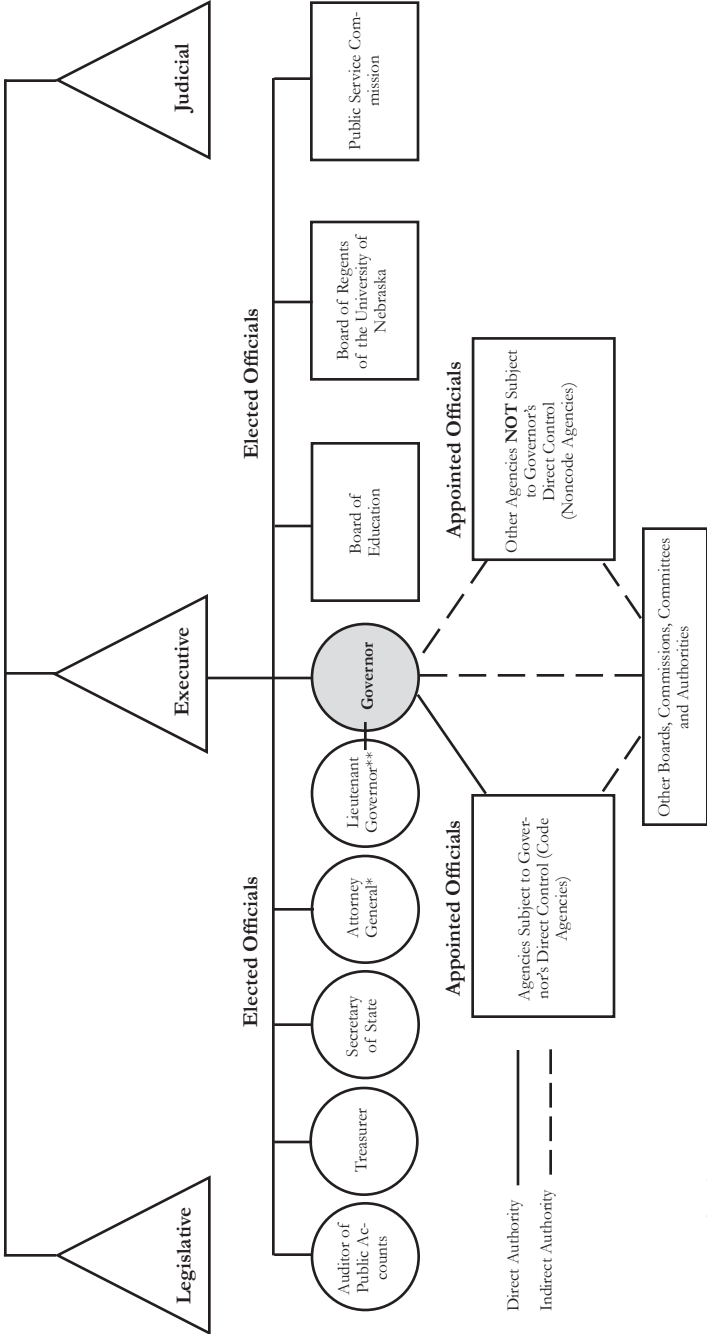 Legislative
Executive
Judicial
Elected Officials
Elected Officials
Auditor of
Public Ac-
counts
Treasurer
Secretary
of State
Attorney
General*
Lieutenant
Governor**
Governor
Board of
Education
Board of Regents
of the University of
Nebraska
Public Service Com-
mission
Appointed Officials
Agencies Subject to Gover-
nor's Direct Control (Code
Agencies)
Appointed Officials
Other Agencies NOT Subject
to Governor's
Direct Control
(Noncode Agencies)
Other Boards, Commissions, Committees
and Authorities
Direct Authority
Indirect Authority